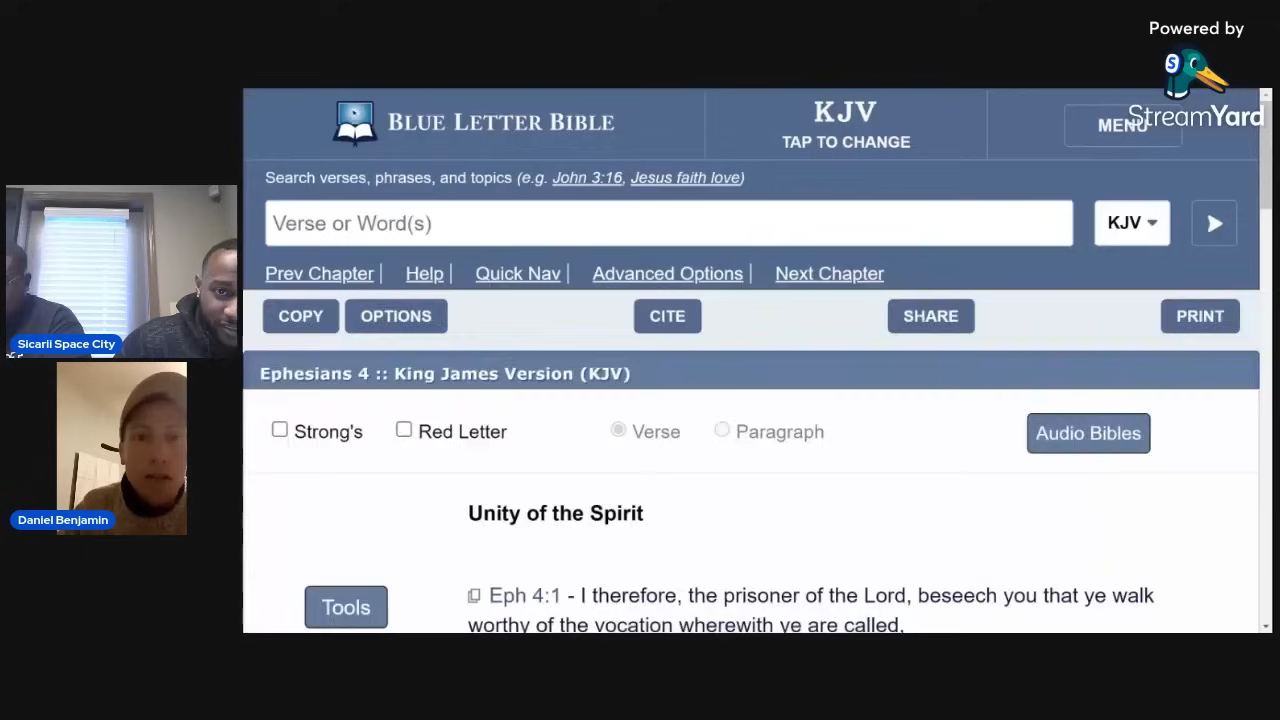 Powered by
StreamYard
BLUE LETTER BIBLE
KJV
TAP TO CHANGE
MENU
Search verses, phrases, and topics (e.g. John 3:16, Jesus faith love)
Verse or Word(s)
KJV
Prev Chapter| Help| Quick Nav| Advanced Options| Next Chapter
COPY OPTIONS CITE SHARE PRINT
Sicarii Space City
Ephesians 4 :: King James Version (KJV)
Strong's Red Letter Verse Paragraph Audio Bibles
Daniel Benjamin
Unity of the Spirit
Tools
Eph 4:1 - I therefore, the prisoner of the Lord, beseech you that ye walk
worthy of the vocation wherewith ye are called,